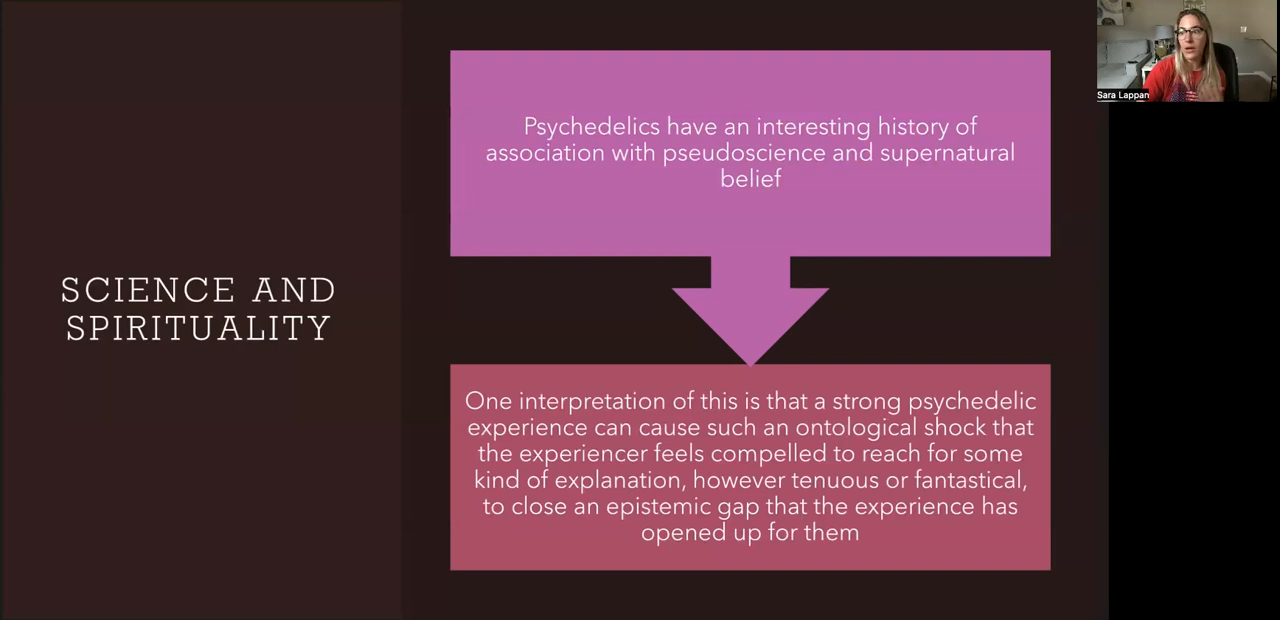 SCIENCE AND
SPIRITUALITY
Psychedelics have an interesting history of
association with pseudoscience and supernatural
belief
One interpretation of this is that a strong psychedelic
experience can cause such an ontological shock that
the experiencer feels compelled to reach for some
kind of explanation, however tenuous or fantastical,
to close an epistemic gap that the experience has
opened up for them
Sara Lappan